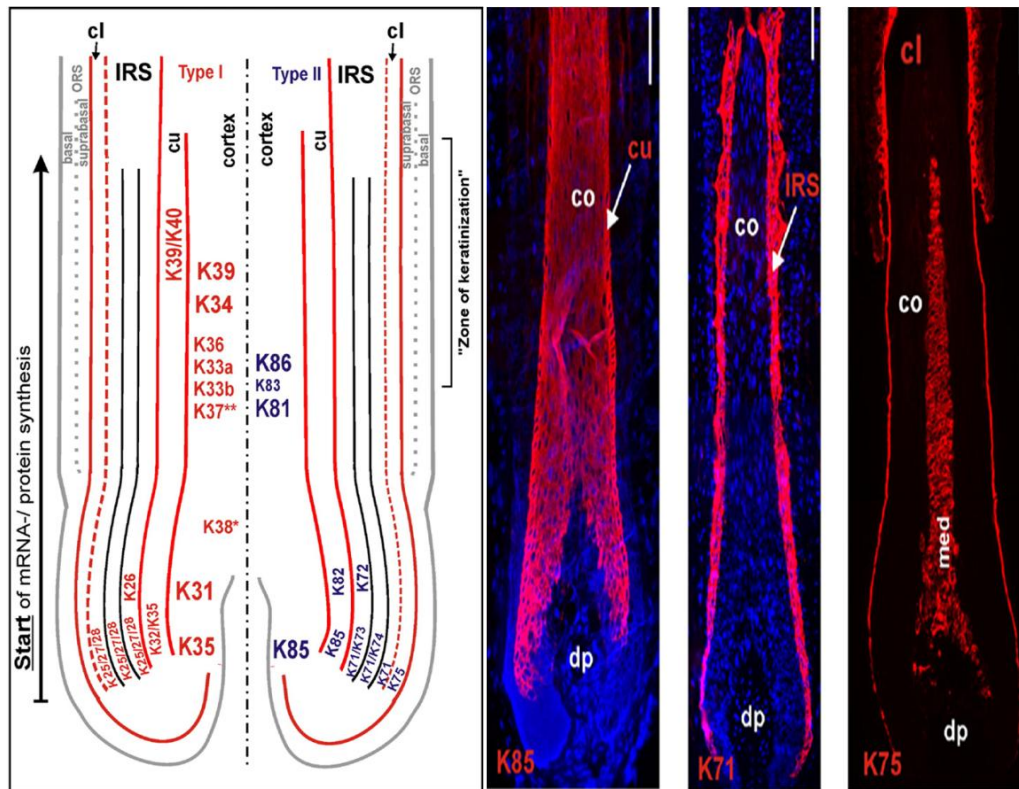 cl
cl
IRS
Type I
Type II
IRS
ORS
basal
suprabasal
cu
cortex
cortex
cu
suprabasal
basal
ORS
Start of mRNA-/ protein synthesis
"Zone of keratinization"
K39/K40
K39
K34
K36
K33a
K33b
K37**
K86
K83
K81
K38*
K26
K31
K82
K72
K25/27/28
K25/27/28
K25/27/28
K32/K35
K35
K85
K85
K71/K73
K71/K74
K71
K75
cu
co
dp
K85
IRS
co
dp
K71
cl
co
med
dp
K75